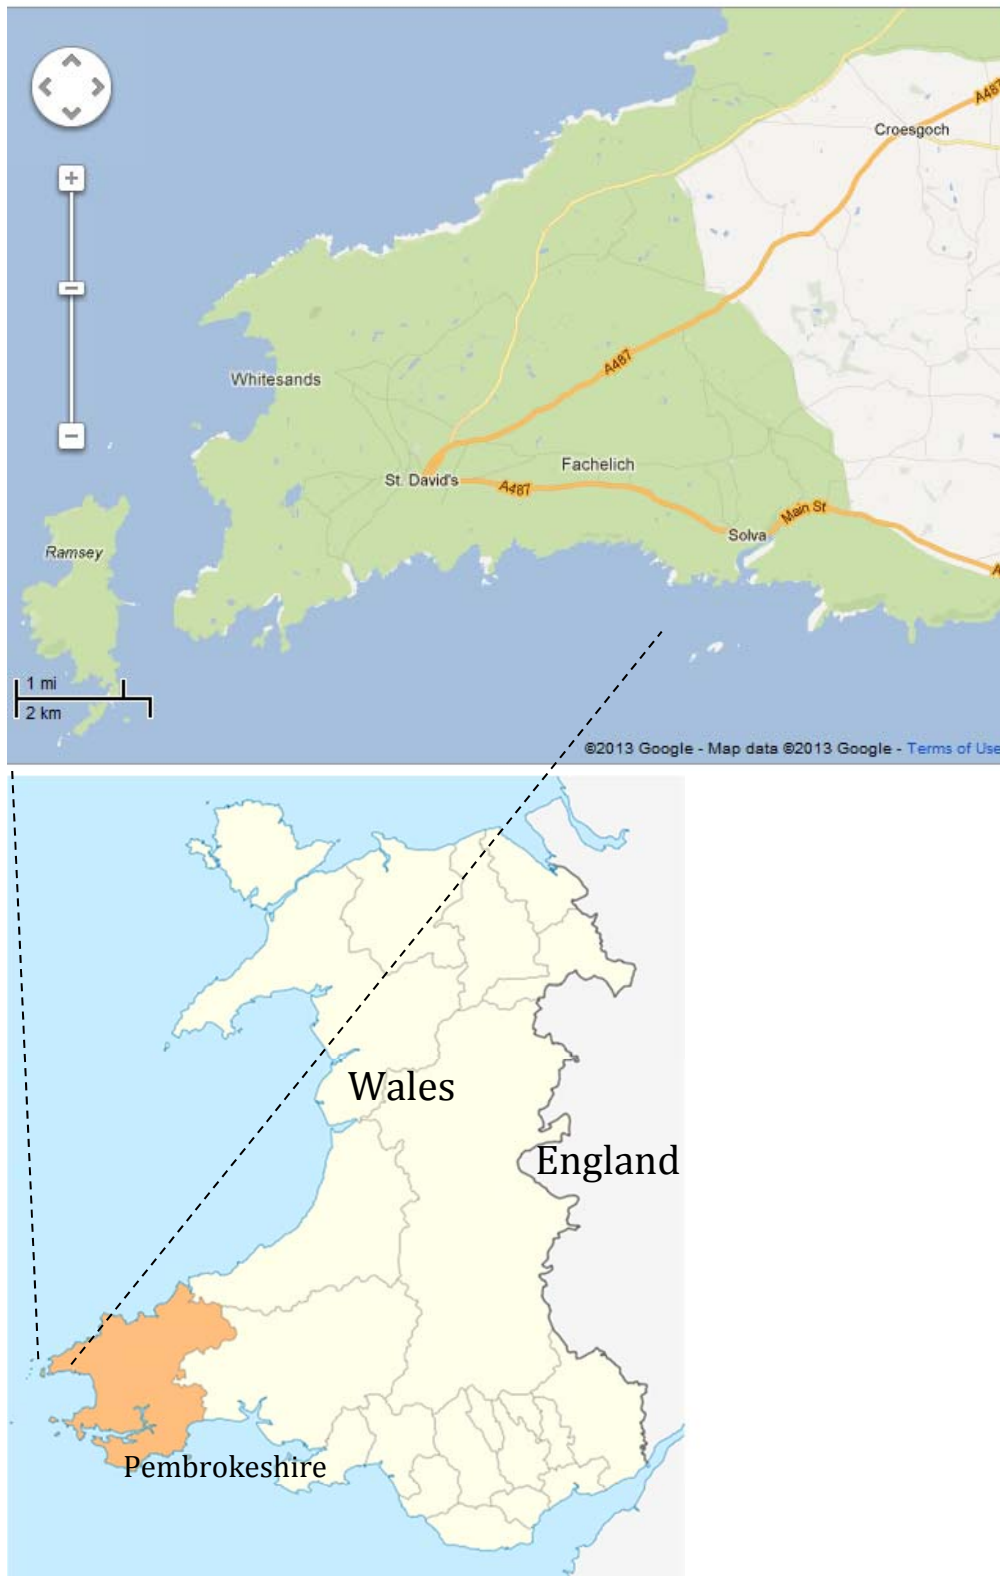 A487
Croesgoch
Whitesands
A487
Fachelich
St. David's
A487
Main St
Solva
Ramsey
A
1 mi
2 km
©2013 Google - Map data ©2013 Google - Terms of Use
Wales
England
Pembrokeshire